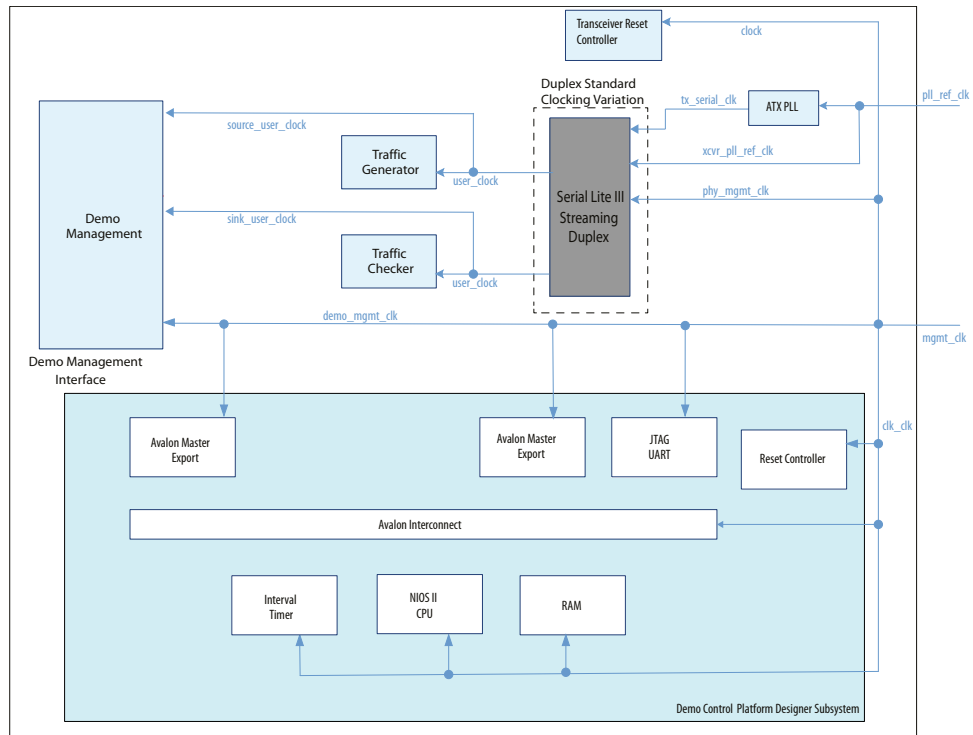 Transceiver Reset
Controller
clock
Duplex Standard
Clocking Variation
tx_serial_clk
ATX PLL
pll_ref_clk
source_user_clock
Traffic
Generator
user_clock
xcvr_pll_ref_clk
phy_mgmt_clk
Serial Lite III
Streaming
Duplex
Demo
Management
sink_user_clock
Traffic
Checker
user_clock
demo_mgmt_clk
mgmt_clk
Demo Management
Interface
Avalon Master
Export
Avalon Master
Export
JTAG
UART
clk_clk
Reset Controller
Avalon Interconnect
Interval
Timer
NIOS II
CPU
RAM
Demo Control Platform Designer Subsystem